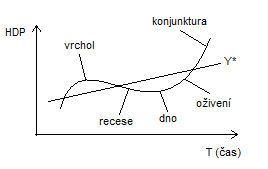 konjunktura
HDP
vrchol
Y*
oživení
recese
dno
T (čas)